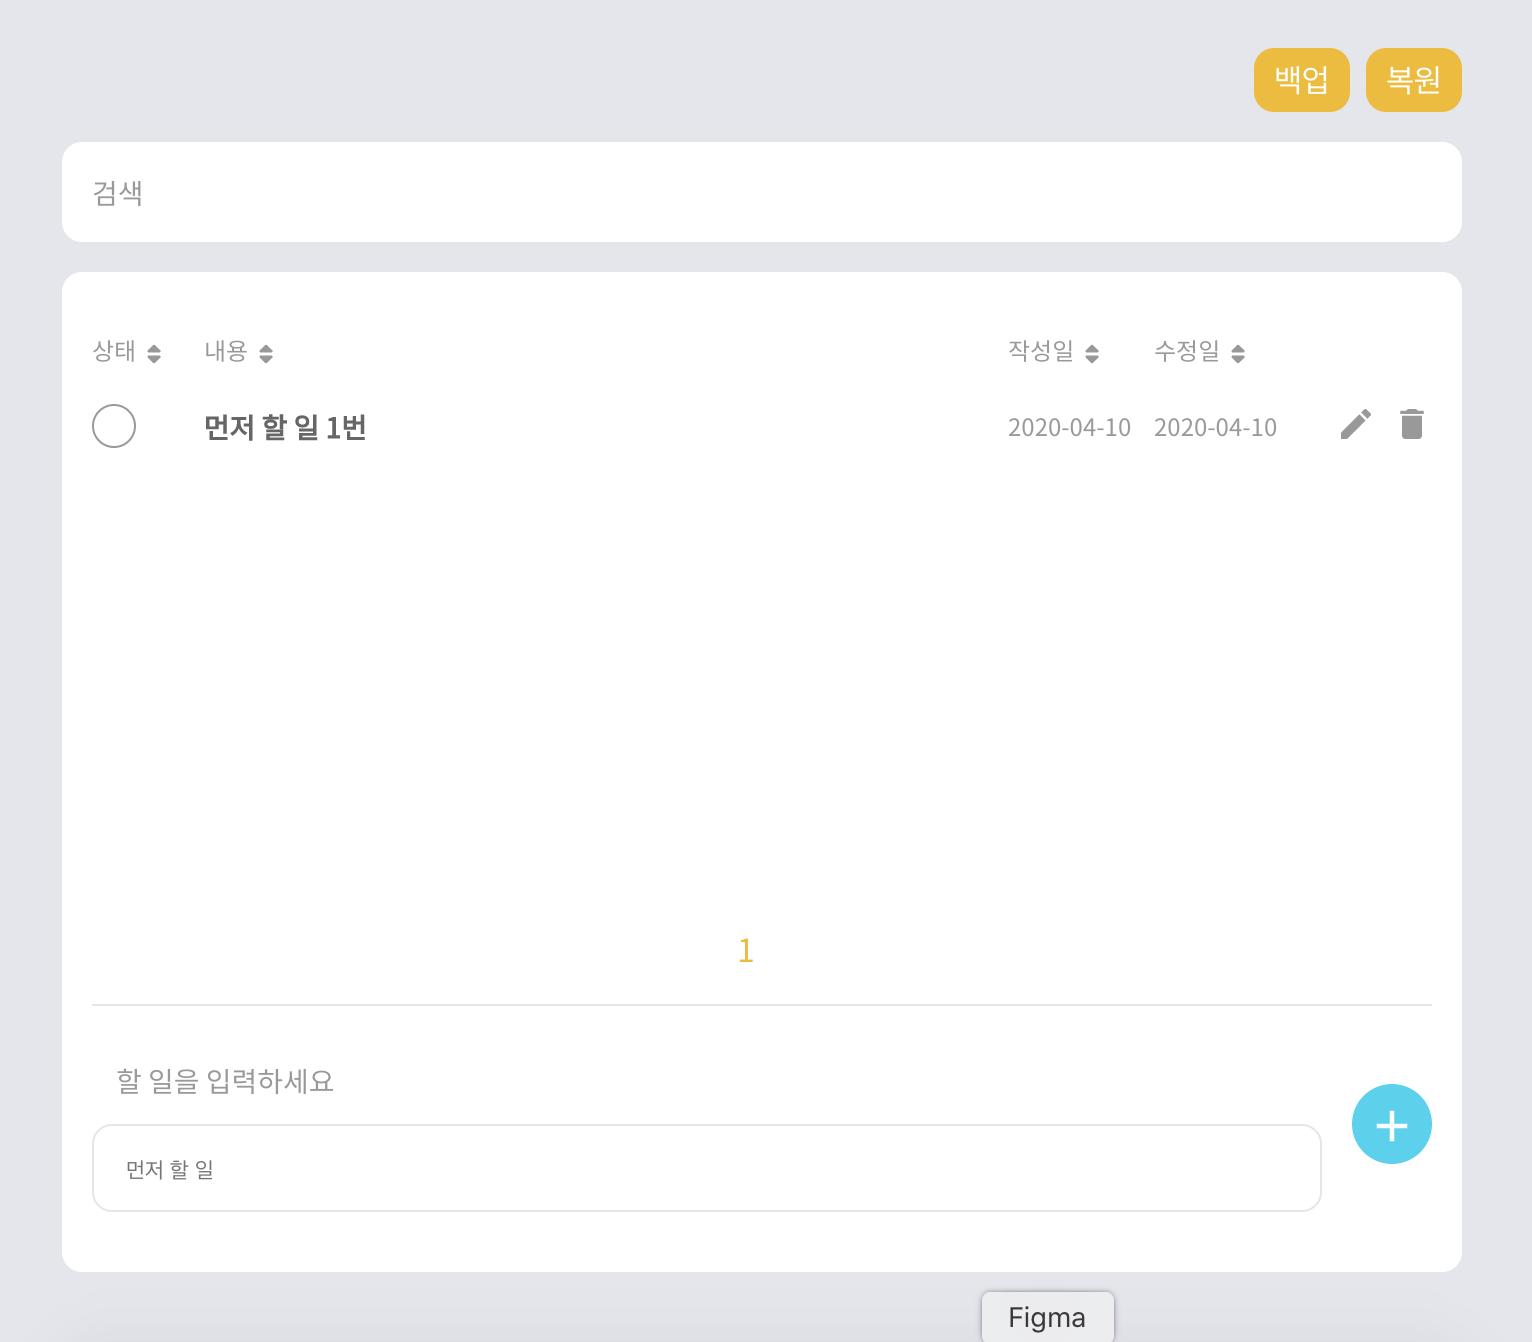 백업 복원
검색
상태 내용 작성일 수정일
먼저 할 일 1번 2020-04-10 2020-04-10
1
할 일을 입력하세요
먼저 할 일
Figma